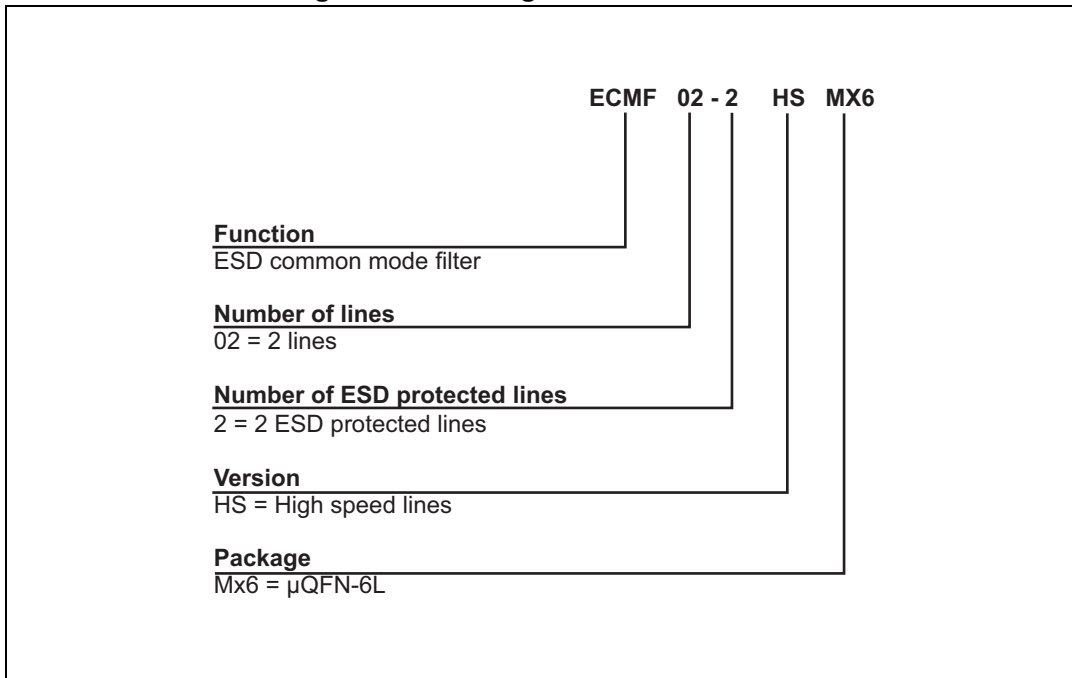 ECMF 02 - 2 HS MX6
Function
ESD common mode filter
Number of lines
02 = 2 lines
Number of ESD protected lines
2 = 2 ESD protected lines
Version
HS = High speed lines
Package
Mx6 = µQFN-6L